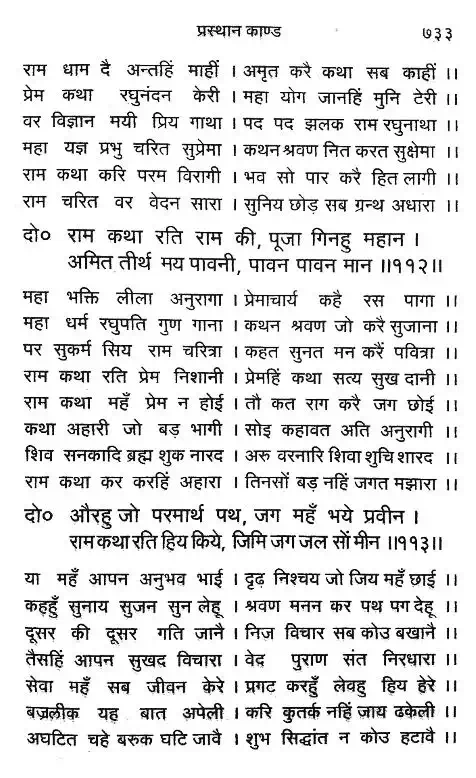 प्रस्थान काण्ड ७३३
राम धाम दै अन्तहिं माहीं । अमृत करै कथा सब काहीं ।।
प्रेम कथा रघुनंदन केरी । महा योग जानहिं मुनि टेरी ।।
वर विज्ञान मयी प्रिय गाथा । पद पद झलक राम रघुनाथा ।।
महा यज्ञ प्रभु चरित सुप्रेमा । कथन श्रवण नित करत सुक्षेमा ।।
राम कथा करि परम विरागी । भव सो पार करै हित लागी ।।
राम चरित वर वेदन सारा । सुनिय छोड़ सब ग्रन्थ अधारा ।।
दो० राम कथा रति राम की, पूजा गिनहु महान ।
अमित तीर्थ मय पावनी, पावन पावन मान ।।११२।।
महा भक्ति लीला अनुरागा । प्रेमाचार्य कहै रस पागा ।।
महा धर्म रघुपति गुण गाना । कथन श्रवण जो करै सुजाना ।।
पर सुकर्म सिय राम चरित्रा । कहत सुनत मन करैं पवित्रा ।।
राम कथा रति प्रेम निशानी । प्रेमहिं कथा सत्य सुख दानी ।।
राम कथा महँ प्रेम न होई । तौ कत राग करै जग छोई ।।
कथा अहारी जो बड़ भागी । सोइ कहावत अति अनुरागी ।।
शिव सनकादि ब्रह्म शुक नारद । अरु वरनारि शिवा शुचि शारद ।।
राम कथा कर करहिं अहारा । तिनसों बड़ नहिं जगत मझारा ।।
दो० औरहु जो परमार्थ पथ, जग महँ भये प्रवीन ।
राम कथा रति हिय किये, जिमि जग जल सों मीन ।।११३।।
या महँ आपन अनुभव भाई । दृढ़ निश्चय जो जिय महँ छाई ।।
कहहुँ सुनाय सुजन सुन लेहू । श्रवण मनन कर पथ पग देहू ।।
दूसर की दूसर गति जानै । निज विचार सब कोउ बखानै ।।
तैसहिं आपन सुखद विचारा । वेद पुराण संत निरधारा ।।
सेवा महँ सब जीवन केरे । प्रगट करहुँ लेवहु हिय हेरे ।।
बज्रलीक यह बात अपेली । करि कुतर्क नहिं जाय ढकेली ।।
अघटित चहे बरुक घटि जावै । शुभ सिद्धांत न कोउ हटावै ।।